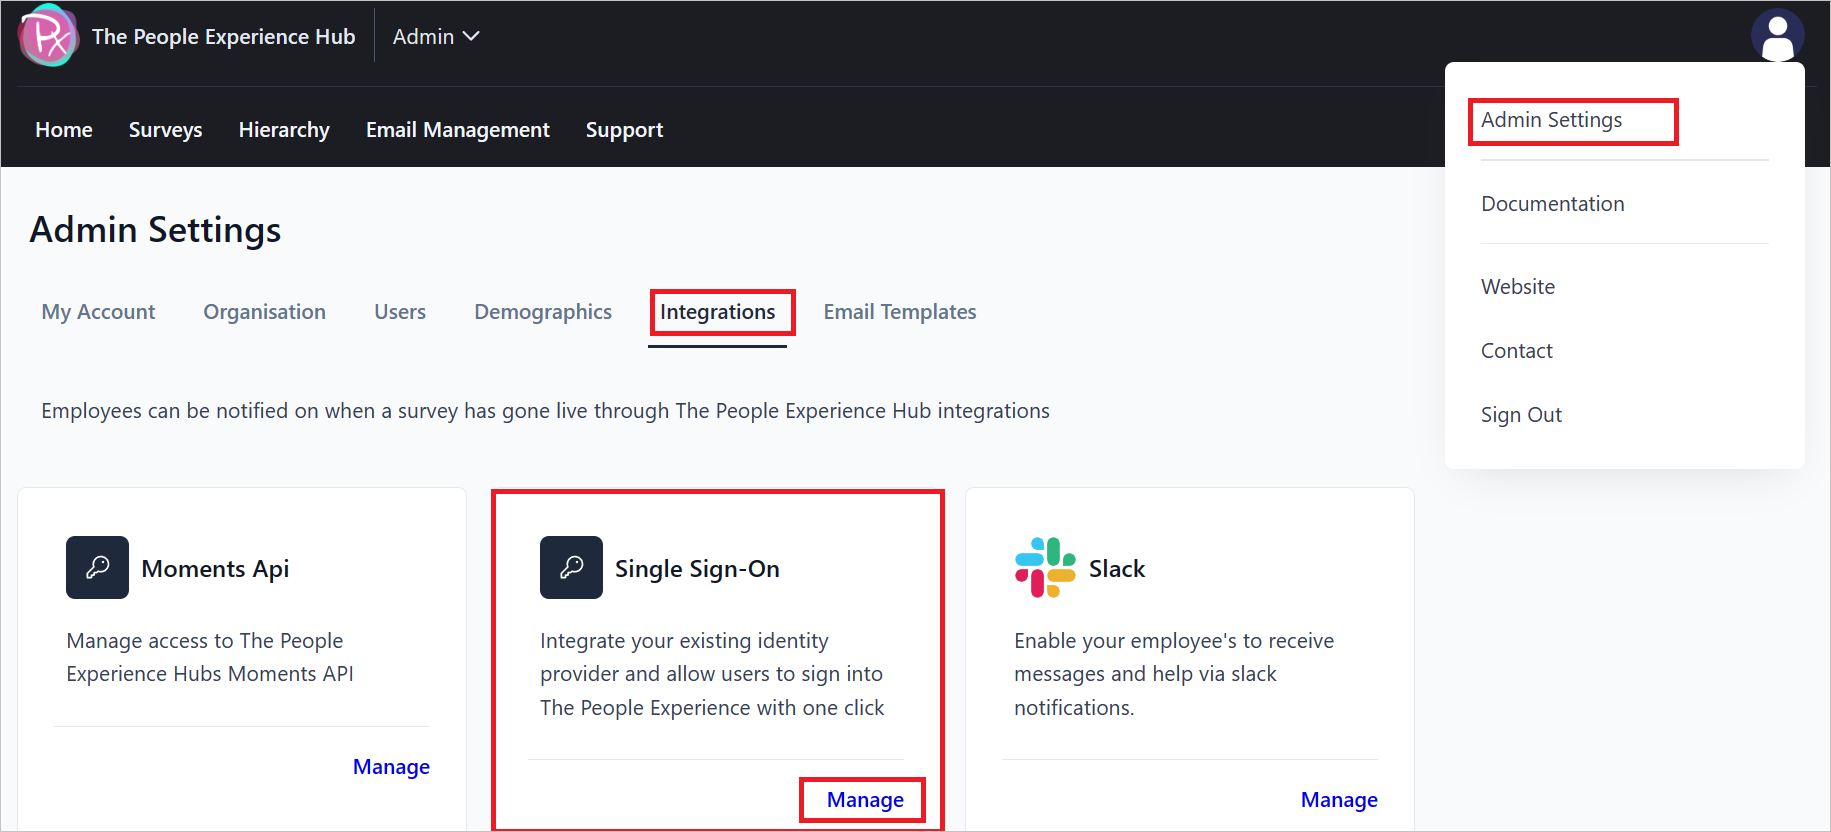 The People Experience Hub
Admin
Home Surveys Hierarchy Email Management Support
Admin Settings
Documentation
Website
Contact
Sign Out
Admin Settings
My Account Organisation Users Demographics Integrations Email Templates
Employees can be notified on when a survey has gone live through The People Experience Hub integrations
Moments Api
Manage access to The People
Experience Hubs Moments API
Manage
Single Sign-On
Integrate your existing identity
provider and allow users to sign into
The People Experience with one click
Manage
Slack
Enable your employee's to receive
messages and help via slack
notifications.
Manage